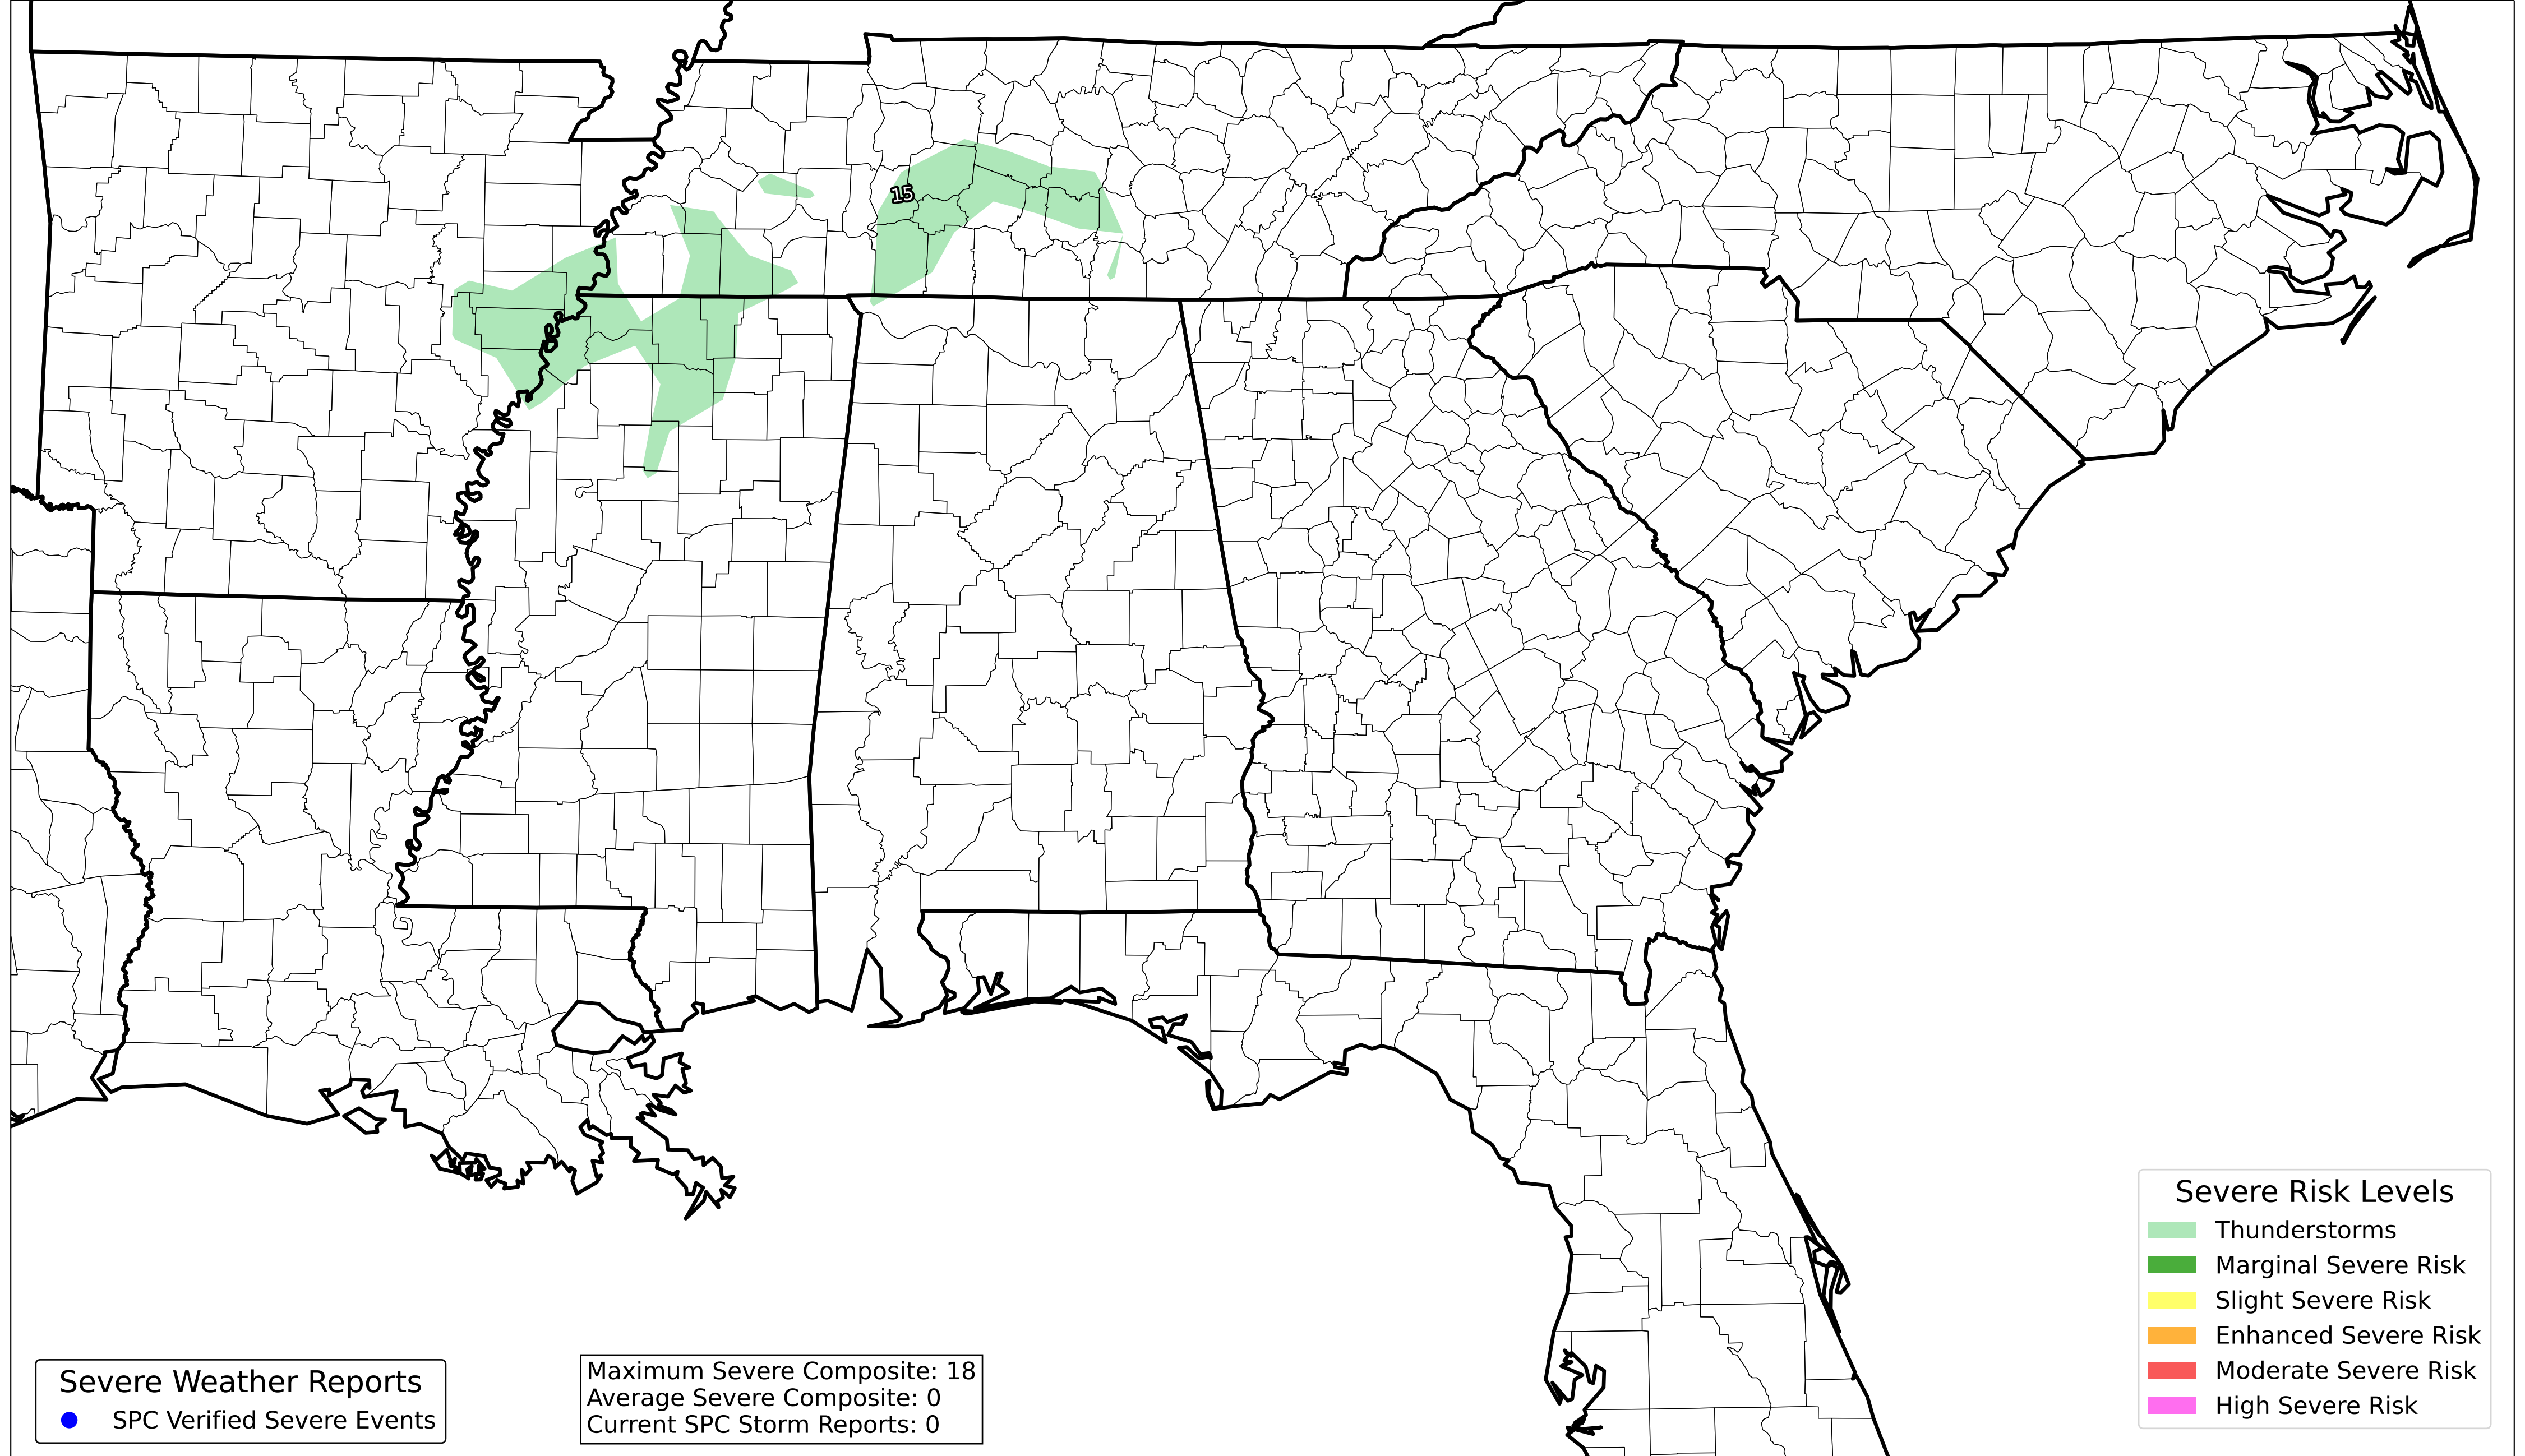 15
Severe Risk Levels
Thunderstorms
Marginal Severe Risk
Slight Severe Risk
Enhanced Severe Risk
Moderate Severe Risk
High Severe Risk
Severe Weather Reports
SPC Verified Severe Events
Maximum Severe Composite: 18
Average Severe Composite: 0
Current SPC Storm Reports: 0